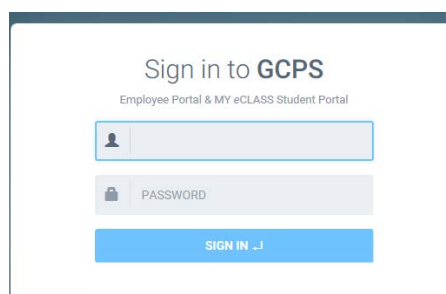 Sign in to GCPS
Employee Portal & MY eCLASS Student Portal
PASSWORD
SIGN IN